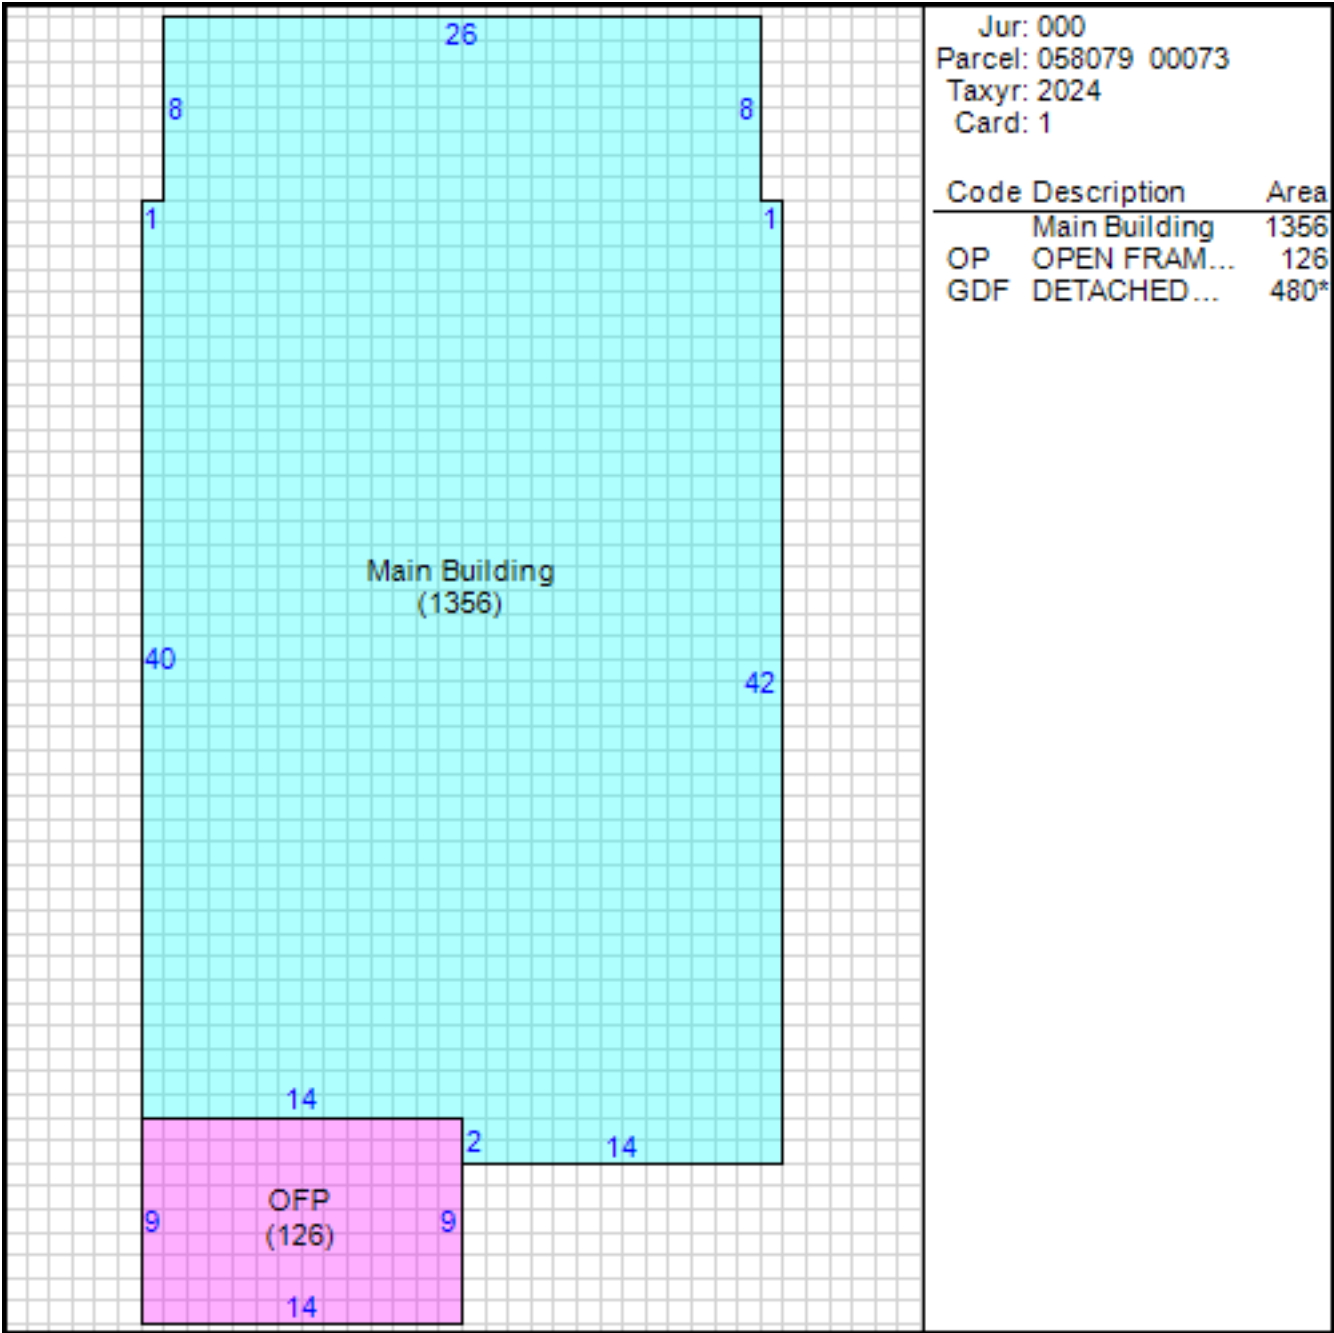 26
8 8
1 1
Main Building
(1356)
40
42
14
2
14
OFP
(126)
9 9
14
Jur: 000
Parcel: 058079 00073
Taxyr: 2024
Card: 1
Code Description Area
Main Building 1356
OP OPEN FRAM... 126
GDF DETACHED... 480*